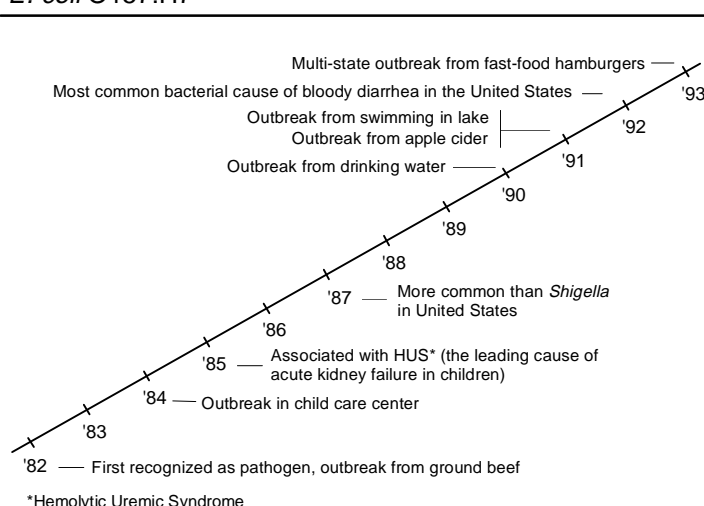 Multi-state outbreak from fast-food hamburgers
'93
Most common bacterial cause of bloody diarrhea in the United States
'92
Outbreak from swimming in lake
Outbreak from apple cider
'91
Outbreak from drinking water
'90
'89
'88
'87
More common than Shigella
in United States
'86
'85
Associated with HUS* (the leading cause of
acute kidney failure in children)
'84
Outbreak in child care center
'83
'82
First recognized as pathogen, outbreak from ground beef
*Hemolytic Uremic Syndrome